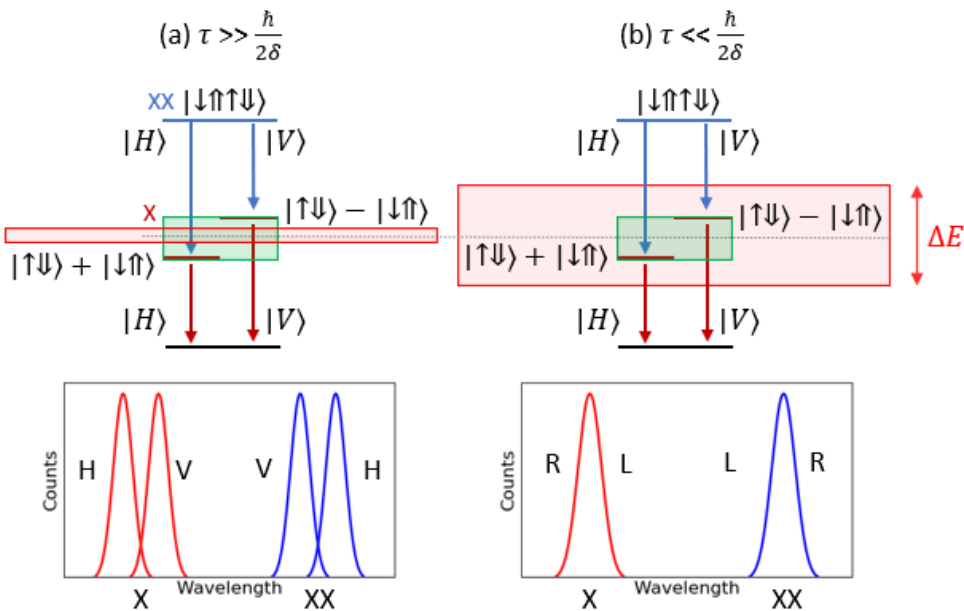 (a) τ >> ħ/2δ
(b) τ << ħ/2δ
XX |↓⇑↑⇓⟩
|H⟩ |V⟩
X |↑⇓⟩ − |↓⇑⟩
|↑⇓⟩ + |↓⇑⟩
|H⟩ |V⟩
|↓⇑↑⇓⟩
|H⟩ |V⟩
|↑⇓⟩ − |↓⇑⟩
ΔE
|↑⇓⟩ + |↓⇑⟩
|H⟩ |V⟩
Counts
H V V H
Wavelength
X XX
Counts
R L L R
Wavelength
X XX